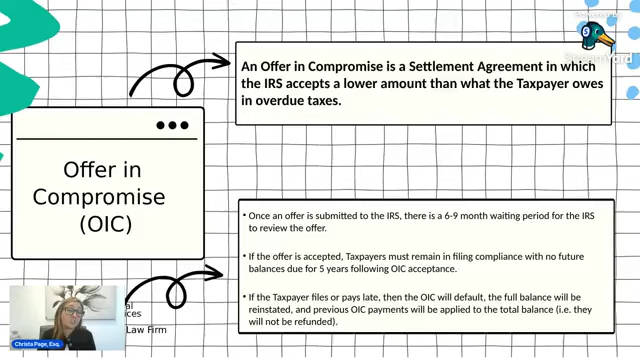 An Offer in Compromise is a Settlement Agreement in which
the IRS accepts a lower amount than what the Taxpayer owes
in overdue taxes.
Offer in
Compromise
(OIC)
• Once an offer is submitted to the IRS, there is a 6-9 month waiting period for the IRS
to review the offer.
• If the offer is accepted, Taxpayers must remain in filing compliance with no future
balances due for 5 years following OIC acceptance.
• If the Taxpayer files or pays late, then the OIC will default, the full balance will be
reinstated, and previous OIC payments will be applied to the total balance (i.e. they
will not be refunded).
Law Firm
Christa Page, Esq.